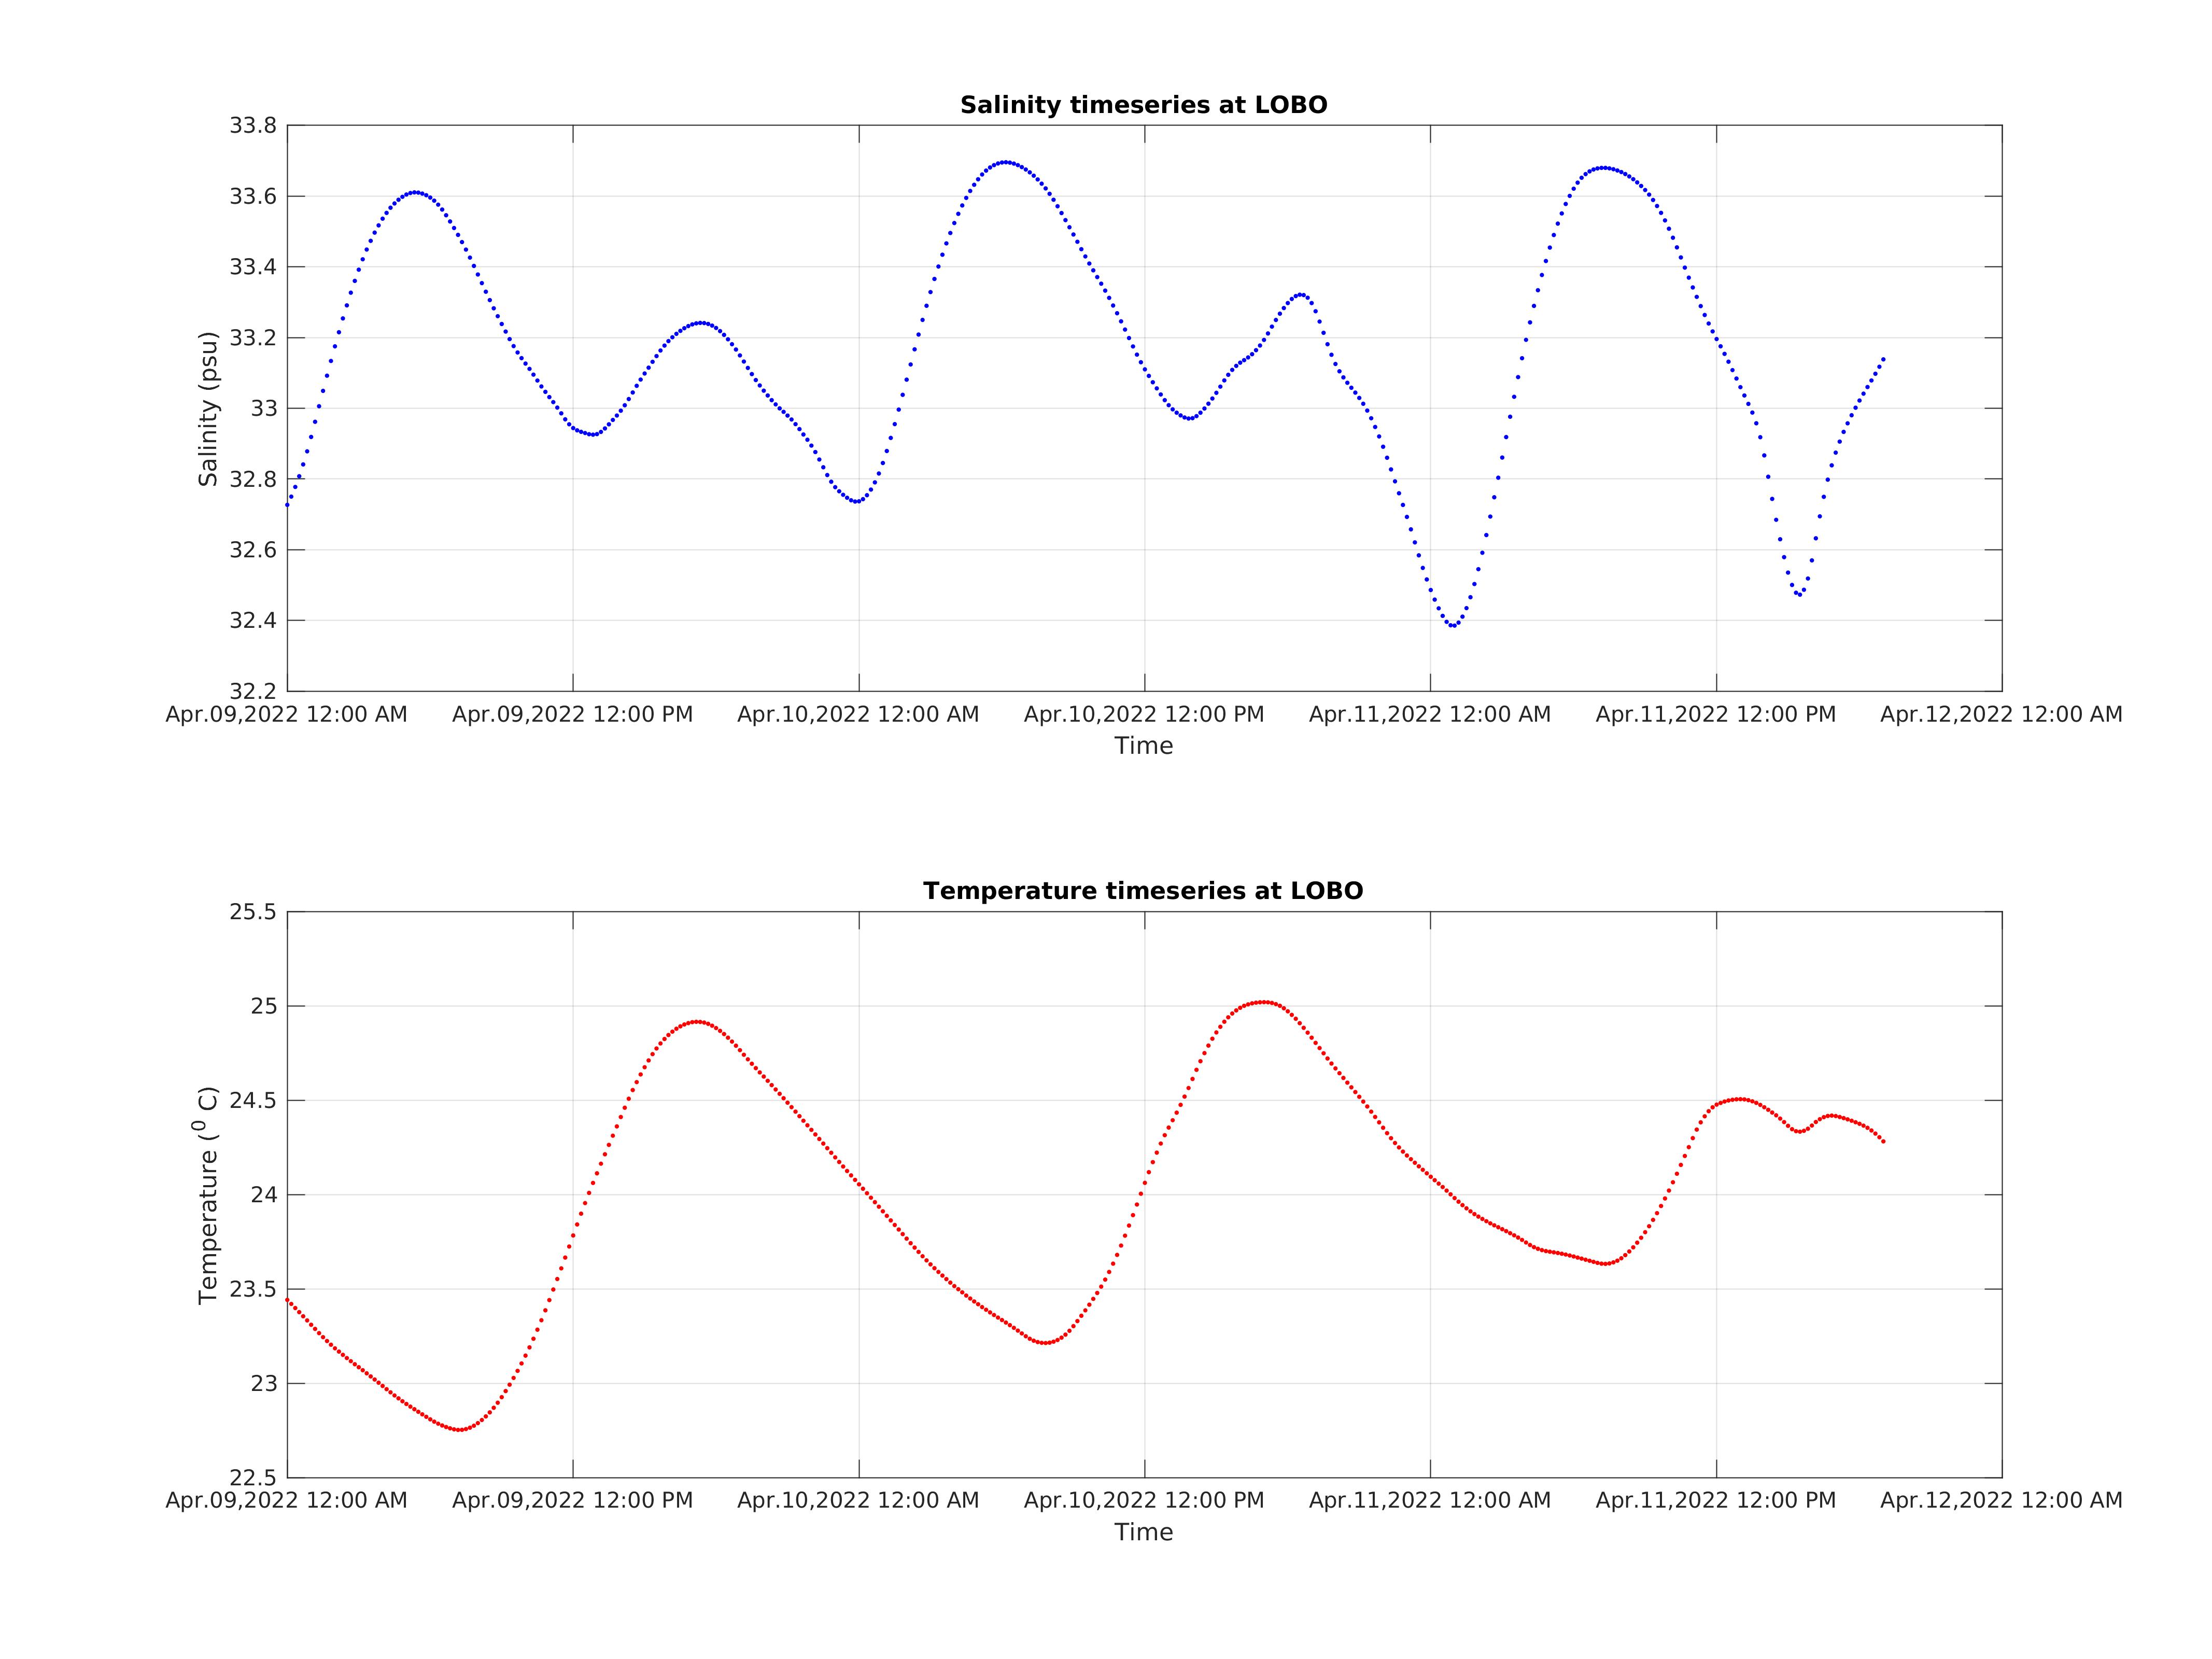 Salinity timeseries at LOBO
33.8
33.6
33.4
33.2
33
32.8
32.6
32.4
32.2
Salinity (psu)
Apr.09,2022 12:00 AM Apr.09,2022 12:00 PM Apr.10,2022 12:00 AM Apr.10,2022 12:00 PM Apr.11,2022 12:00 AM Apr.11,2022 12:00 PM Apr.12,2022 12:00 AM
Time
Temperature timeseries at LOBO
25.5
25
24.5
24
23.5
23
22.5
Temperature (⁰ C)
Apr.09,2022 12:00 AM Apr.09,2022 12:00 PM Apr.10,2022 12:00 AM Apr.10,2022 12:00 PM Apr.11,2022 12:00 AM Apr.11,2022 12:00 PM Apr.12,2022 12:00 AM
Time